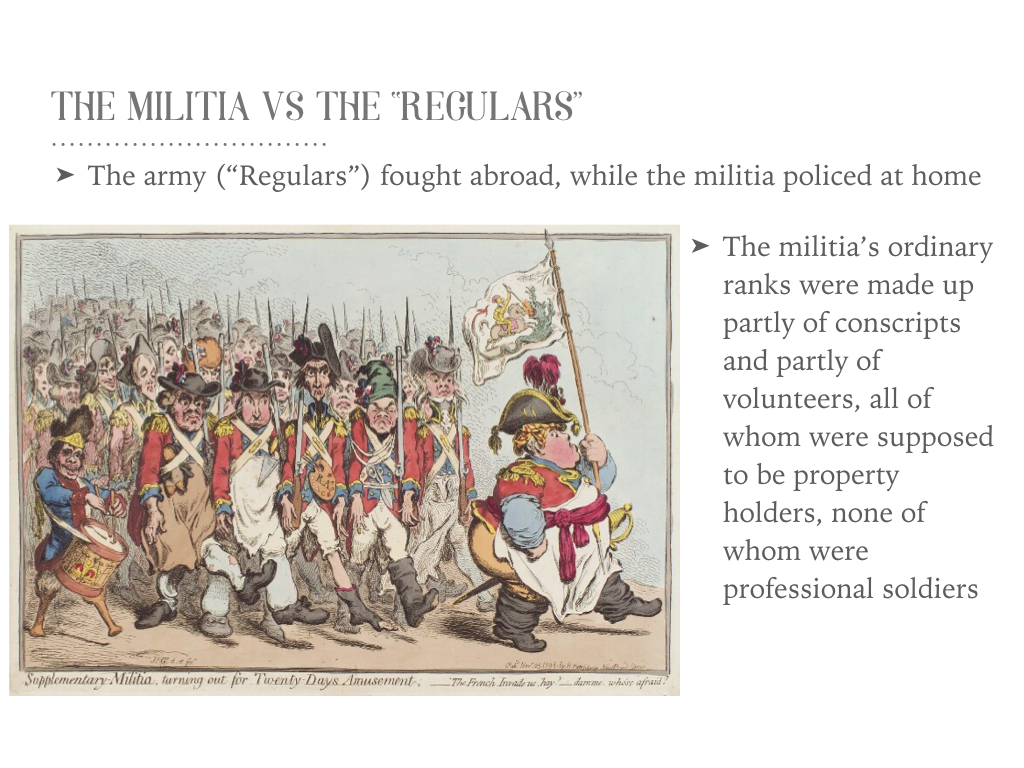 THE MILITIA VS THE “REGULARS”
➤ The army (“Regulars”) fought abroad, while the militia policed at home
➤ The militia’s ordinary
ranks were made up
partly of conscripts
and partly of
volunteers, all of
whom were supposed
to be property
holders, none of
whom were
professional soldiers
Supplementary-Militia, turning out for Twenty-Days Amusement. — "The French Invade us, hay? — damme, who's afraid?"